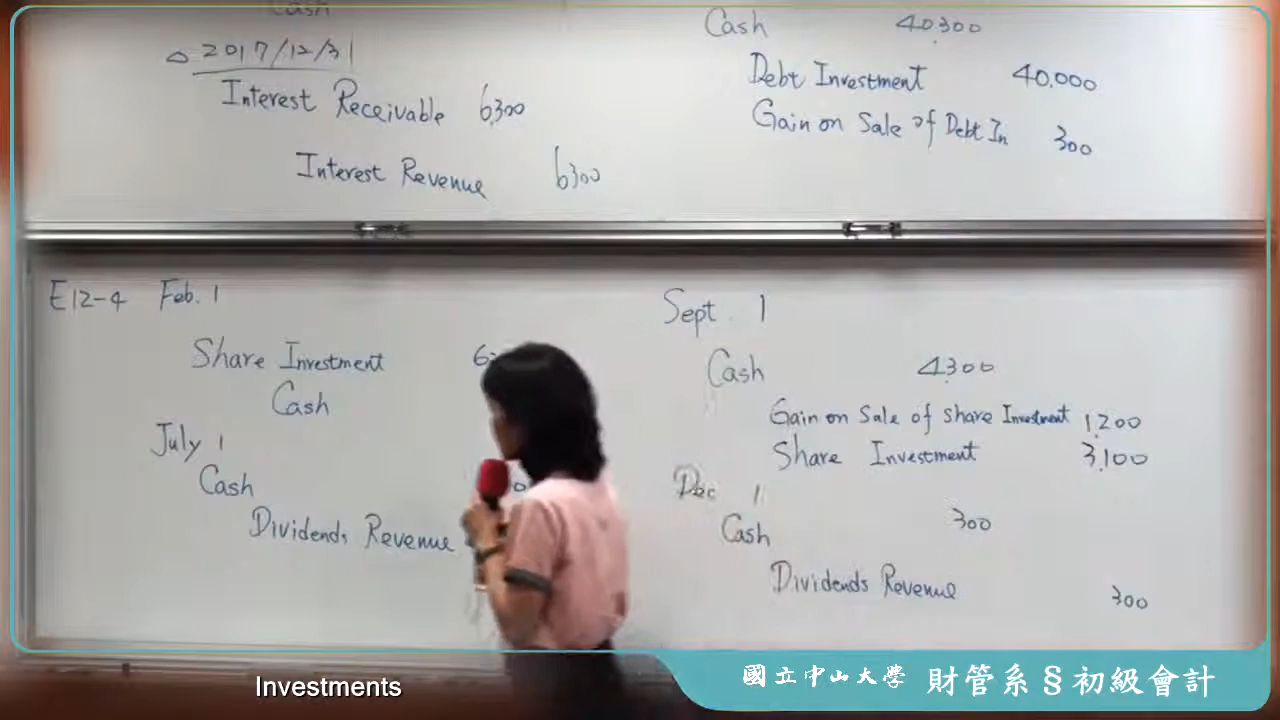 Cash
△ 2017/12/31
Interest Receivable 6,300
Interest Revenue 6300
Cash 40,300
Debt Investment 40,000
Gain on Sale of Debt In 300
E12-4 Feb. 1
Share Investment 6
Cash
July 1
Cash
Dividends Revenue
Sept. 1
Cash 4,300
Gain on Sale of share Investment 1,200
Share Investment 3,100
Dec 1
Cash 300
Dividends Revenue 300
Investments
國立中山大學 財管系§初級會計